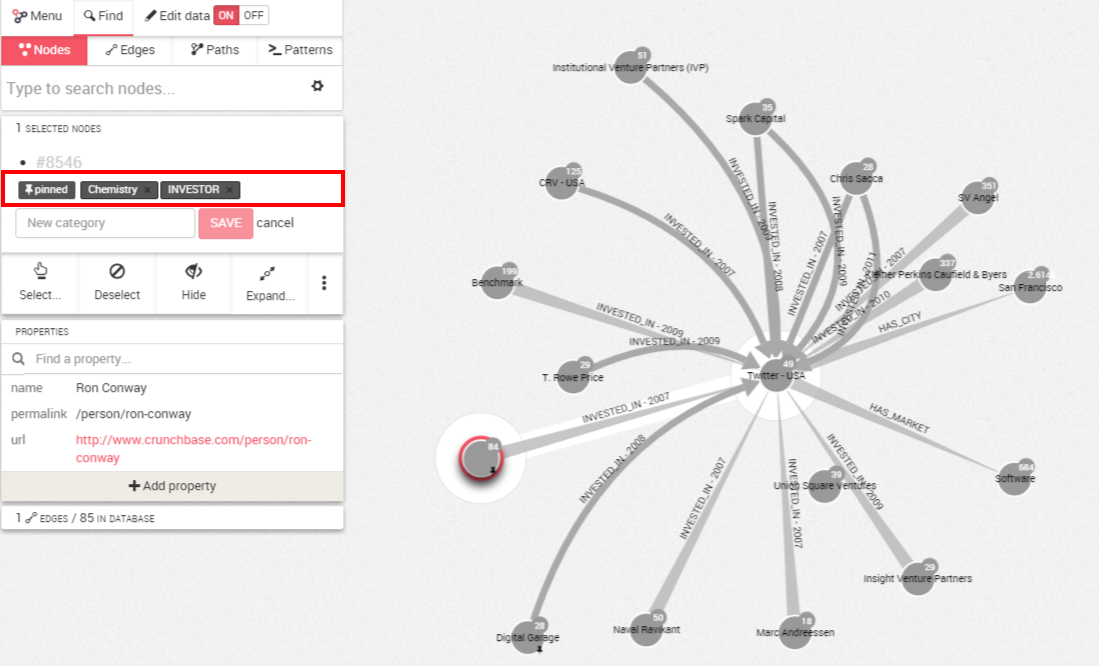 Menu
Find
Edit data ON OFF
Nodes
Edges
Paths
Patterns
Type to search nodes...
1 SELECTED NODES
#8546
pinned
Chemistry ×
INVESTOR ×
New category
SAVE
cancel
Select...
Deselect
Hide
Expand...
PROPERTIES
Find a property...
name Ron Conway
permalink /person/ron-conway
url http://www.crunchbase.com/person/ron-
conway
Add property
1 EDGES / 85 IN DATABASE
51
Institutional Venture Partners (IVP)
35
Spark Capital
28
Chris Sacca
125
CRV - USA
351
SV Angel
199
Benchmark
337
Kleiner Perkins Caufield & Byers
San Francisco
INVESTED_IN - 2009
INVESTED_IN - 2008
INVESTED_IN - 2007
INVESTED_IN - 2009
INVESTED_IN - 2007
INVESTED_IN - 2010
HAS_CITY
INVESTED_IN - 2009
INVESTED_IN - 2009
29
T. Rowe Price
49
Twitter - USA
INVESTED_IN - 2007
84
HAS_MARKET
684
Software
INVESTED_IN - 2008
INVESTED_IN - 2007
INVESTED_IN - 2007
INVESTED_IN - 2009
39
Union Square Ventures
29
Insight Venture Partners
28
Digital Garage
50
Naval Ravikant
18
Marc Andreessen